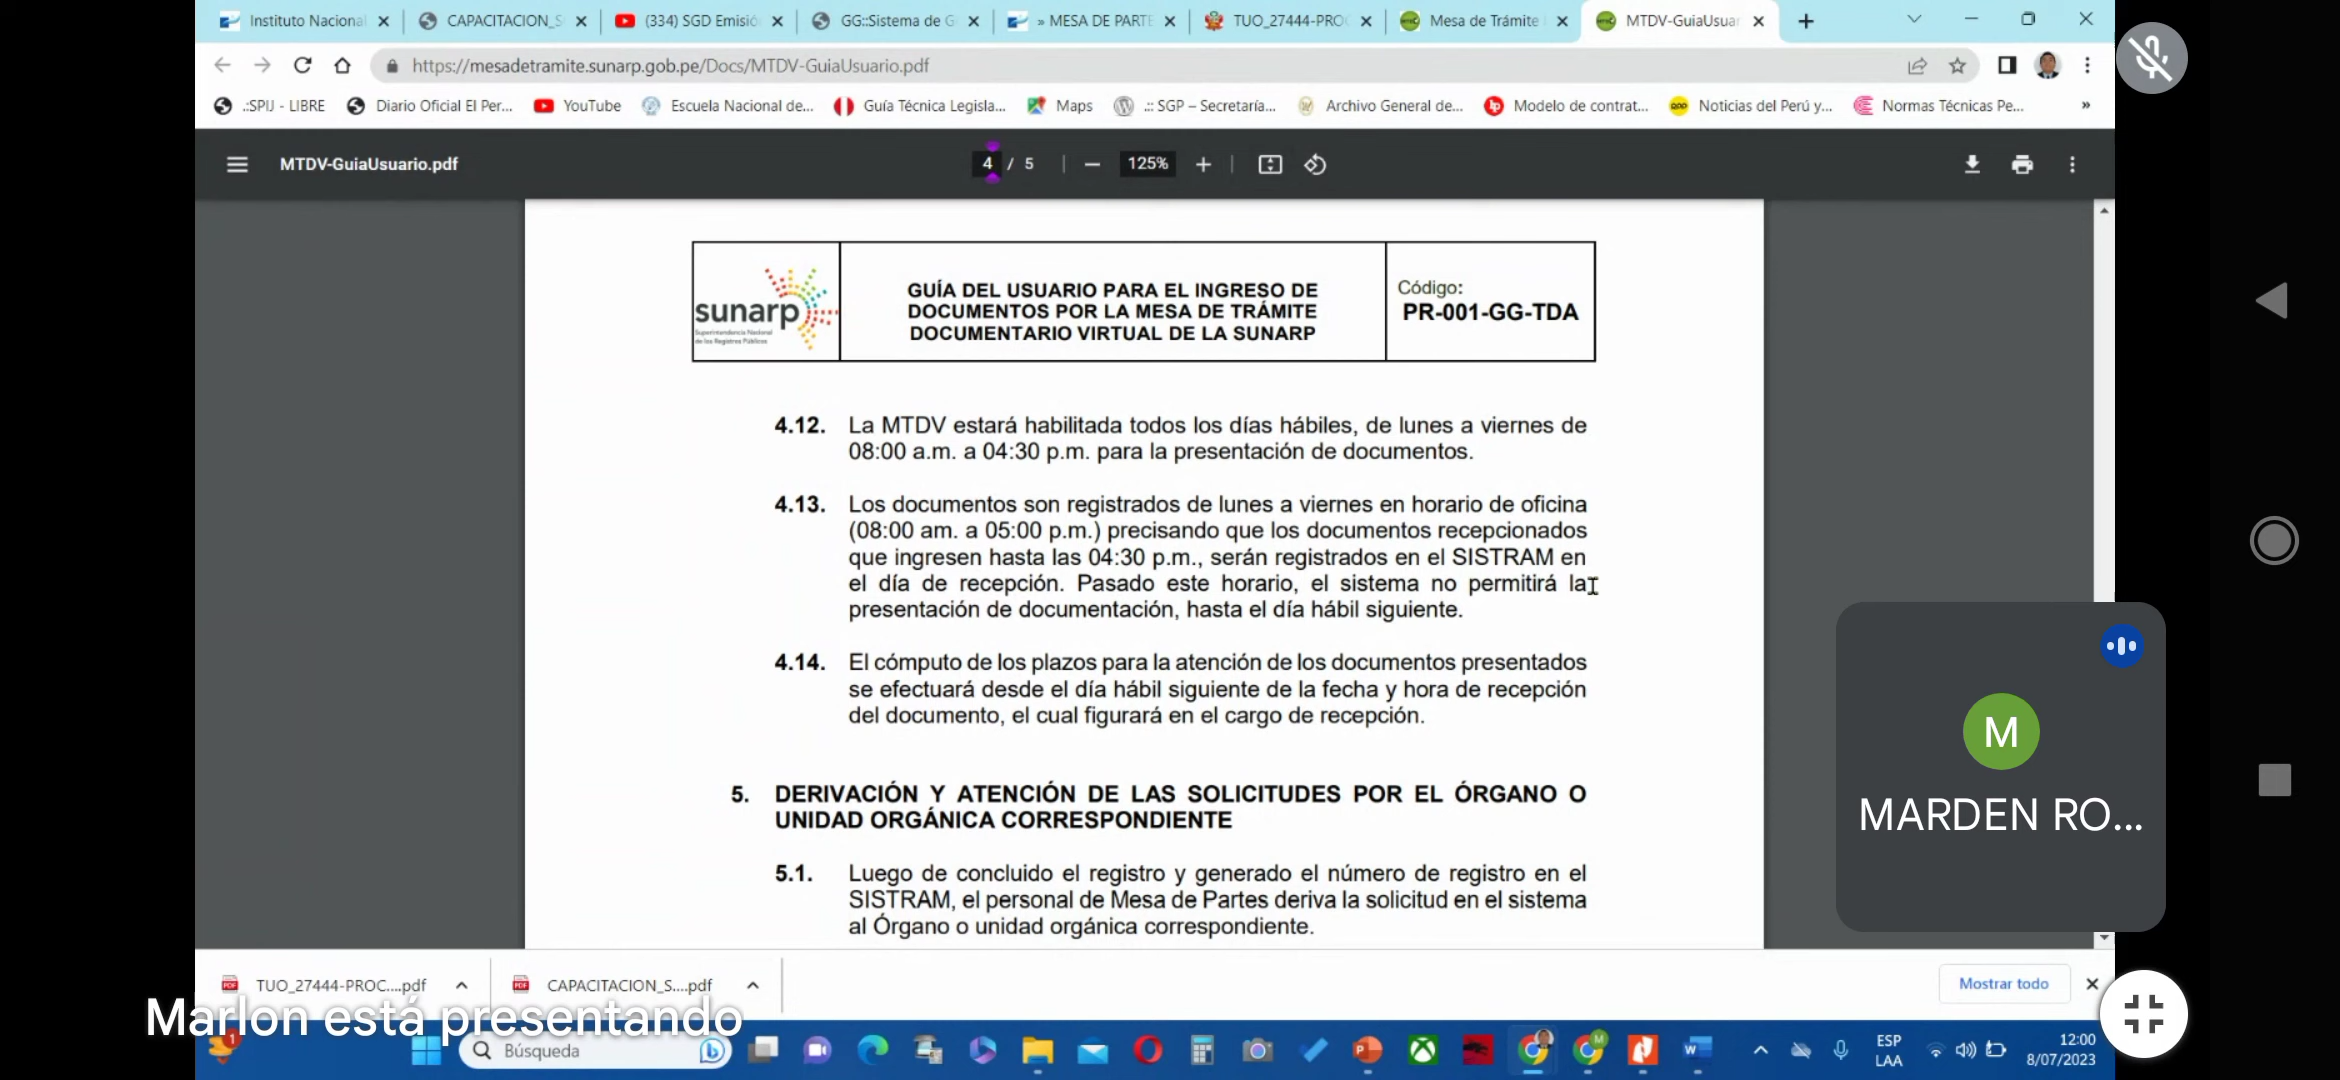 Instituto Nacional
CAPACITACION_S
(334) SGD Emisió
GG::Sistema de G
» MESA DE PARTE
TUO_27444-PROC
Mesa de Trámite
MTDV-GuiaUsuar
https://mesadetramite.sunarp.gob.pe/Docs/MTDV-GuiaUsuario.pdf
.:SPIJ - LIBRE
Diario Oficial El Per...
YouTube
Escuela Nacional de...
Guía Técnica Legisla...
Maps
.:: SGP – Secretaría...
Archivo General de...
Modelo de contrat...
Noticias del Perú y...
Normas Técnicas Pe...
»
MTDV-GuiaUsuario.pdf
4 / 5
125%
sunarp
Superintendencia Nacional
de los Registros Públicos
GUÍA DEL USUARIO PARA EL INGRESO DE
DOCUMENTOS POR LA MESA DE TRÁMITE
DOCUMENTARIO VIRTUAL DE LA SUNARP
Código:
PR-001-GG-TDA
4.12. La MTDV estará habilitada todos los días hábiles, de lunes a viernes de
08:00 a.m. a 04:30 p.m. para la presentación de documentos.
4.13. Los documentos son registrados de lunes a viernes en horario de oficina
(08:00 am. a 05:00 p.m.) precisando que los documentos recepcionados
que ingresen hasta las 04:30 p.m., serán registrados en el SISTRAM en
el día de recepción. Pasado este horario, el sistema no permitirá la
presentación de documentación, hasta el día hábil siguiente.
4.14. El cómputo de los plazos para la atención de los documentos presentados
se efectuará desde el día hábil siguiente de la fecha y hora de recepción
del documento, el cual figurará en el cargo de recepción.
5. DERIVACIÓN Y ATENCIÓN DE LAS SOLICITUDES POR EL ÓRGANO O
UNIDAD ORGÁNICA CORRESPONDIENTE
5.1. Luego de concluido el registro y generado el número de registro en el
SISTRAM, el personal de Mesa de Partes deriva la solicitud en el sistema
al Órgano o unidad orgánica correspondiente.
M
MARDEN RO...
TUO_27444-PROC....pdf
CAPACITACION_S....pdf
Mostrar todo
Marlon está presentando
1
Búsqueda
ESP
LAA
12:00
8/07/2023